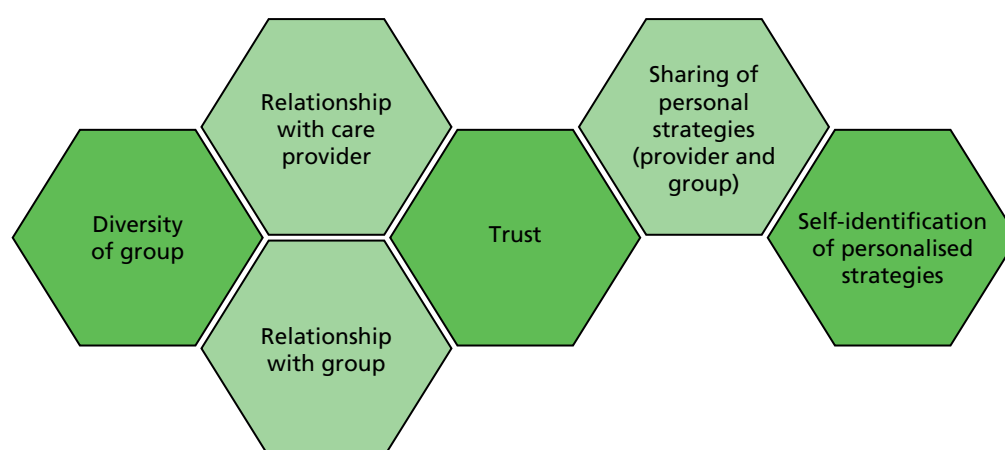 Diversity
of group
Relationship
with care
provider
Relationship
with group
Trust
Sharing of
personal
strategies
(provider and
group)
Self-identification
of personalised
strategies